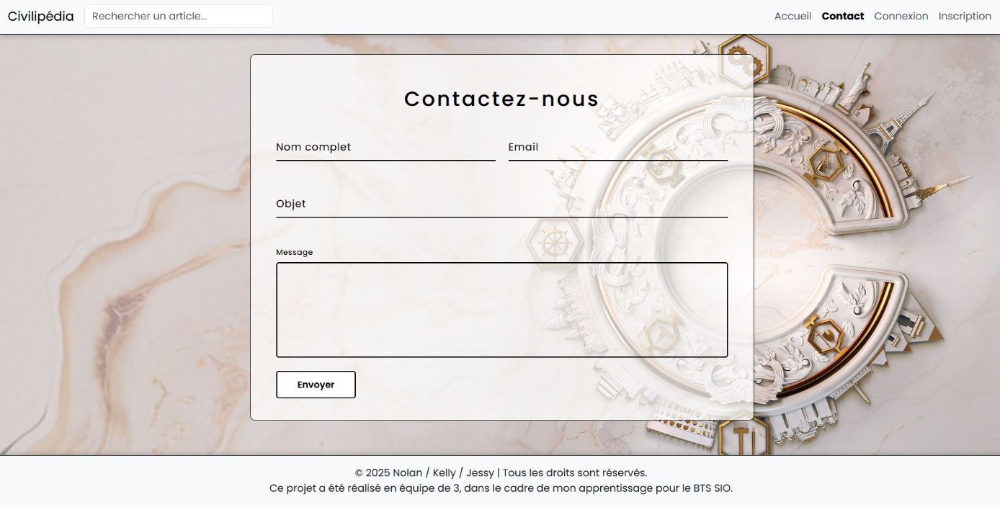 Civilipédia Rechercher un article... Accueil Contact Connexion Inscription
Contactez-nous
Nom complet Email
Objet
Message
Envoyer
© 2025 Nolan / Kelly / Jessy | Tous les droits sont réservés.
Ce projet a été réalisé en équipe de 3, dans le cadre de mon apprentissage pour le BTS SIO.